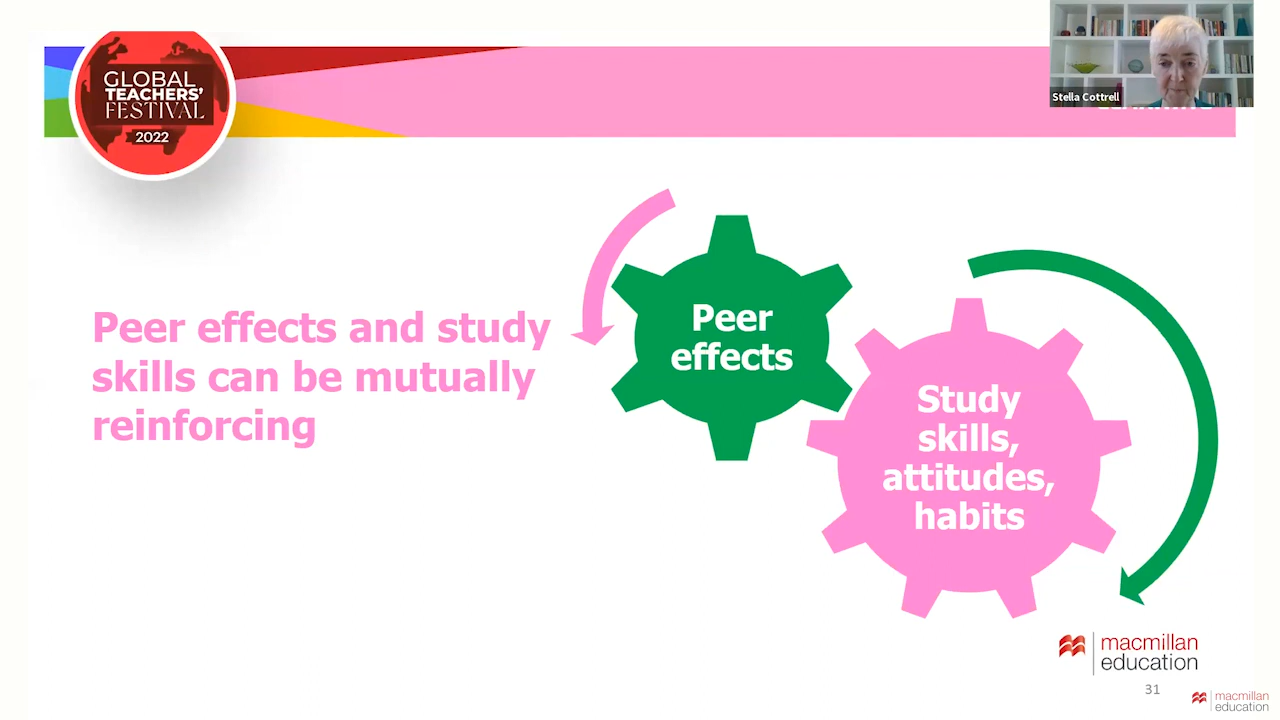 GLOBAL
TEACHERS'
FESTIVAL
2022
Stella Cottrell
Peer effects and study
skills can be mutually
reinforcing
Peer
effects
Study
skills,
attitudes,
habits
macmillan
education
31
macmillan
education